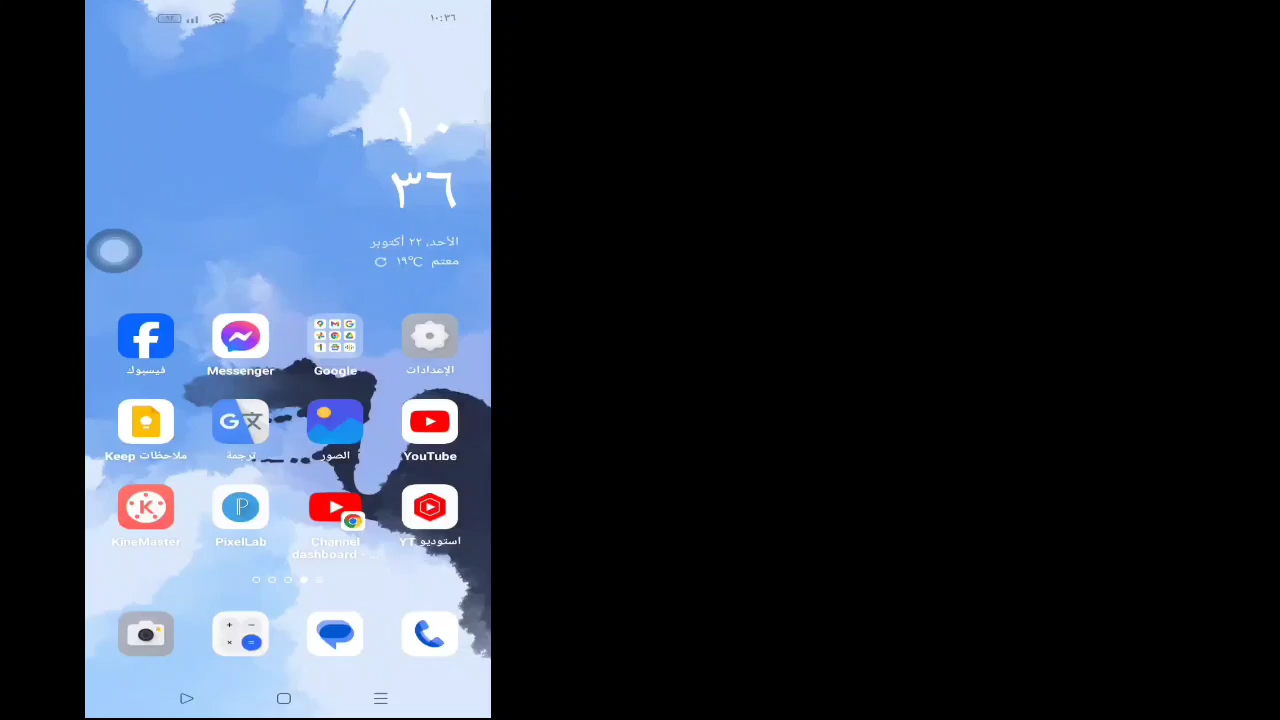 ١٠:٣٦
١٠
٣٦
الأحد، ٢٢ أكتوبر
معتم ١٩°C
الإعدادات
Google
Messenger
فيسبوك
YouTube
الصور
ترجمة
ملاحظات Keep
استوديو YT
Channel
dashboard -
PixelLab
KineMaster